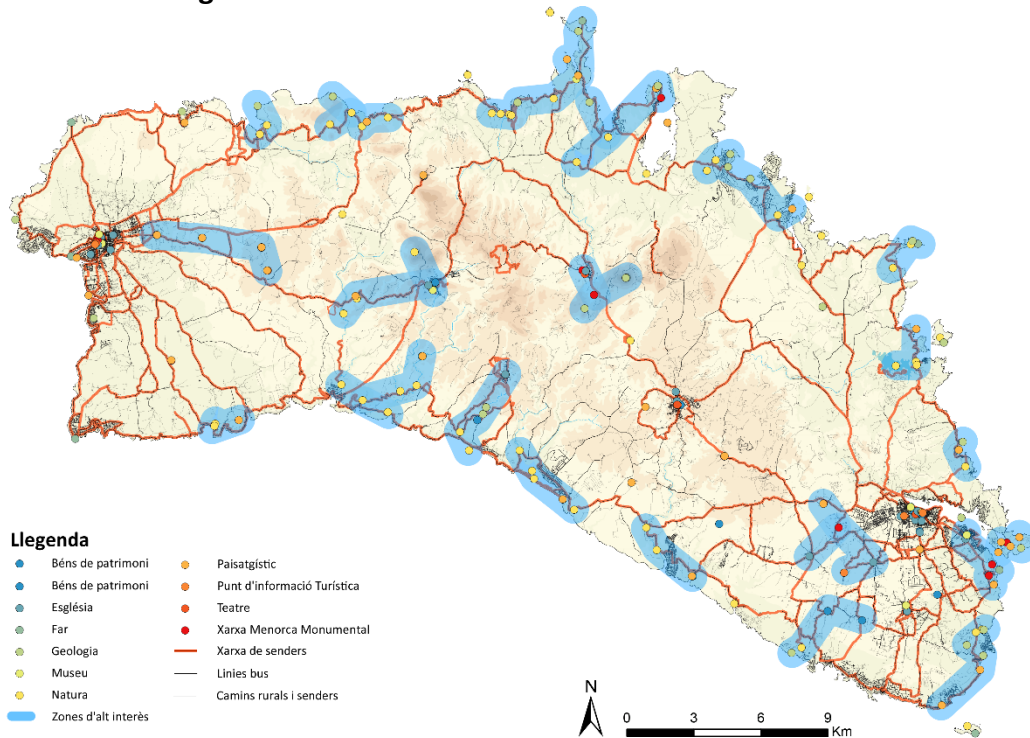 Llegenda
Béns de patrimoni
Béns de patrimoni
Església
Far
Geologia
Museu
Natura
Zones d'alt interès
Paisatgístic
Punt d'informació Turística
Teatre
Xarxa Menorca Monumental
Xarxa de senders
Linies bus
Camins rurals i senders
N
0 3 6 9
Km